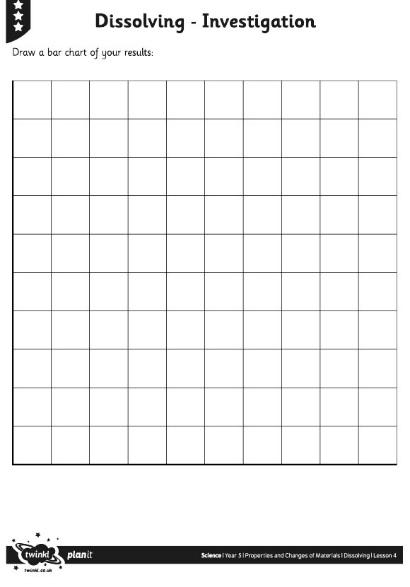 Dissolving - Investigation
Draw a bar chart of your results:
twinkl planit
Science | Year 5 | Properties and Changes of Materials | Dissolving | Lesson 4
twinkl.co.uk